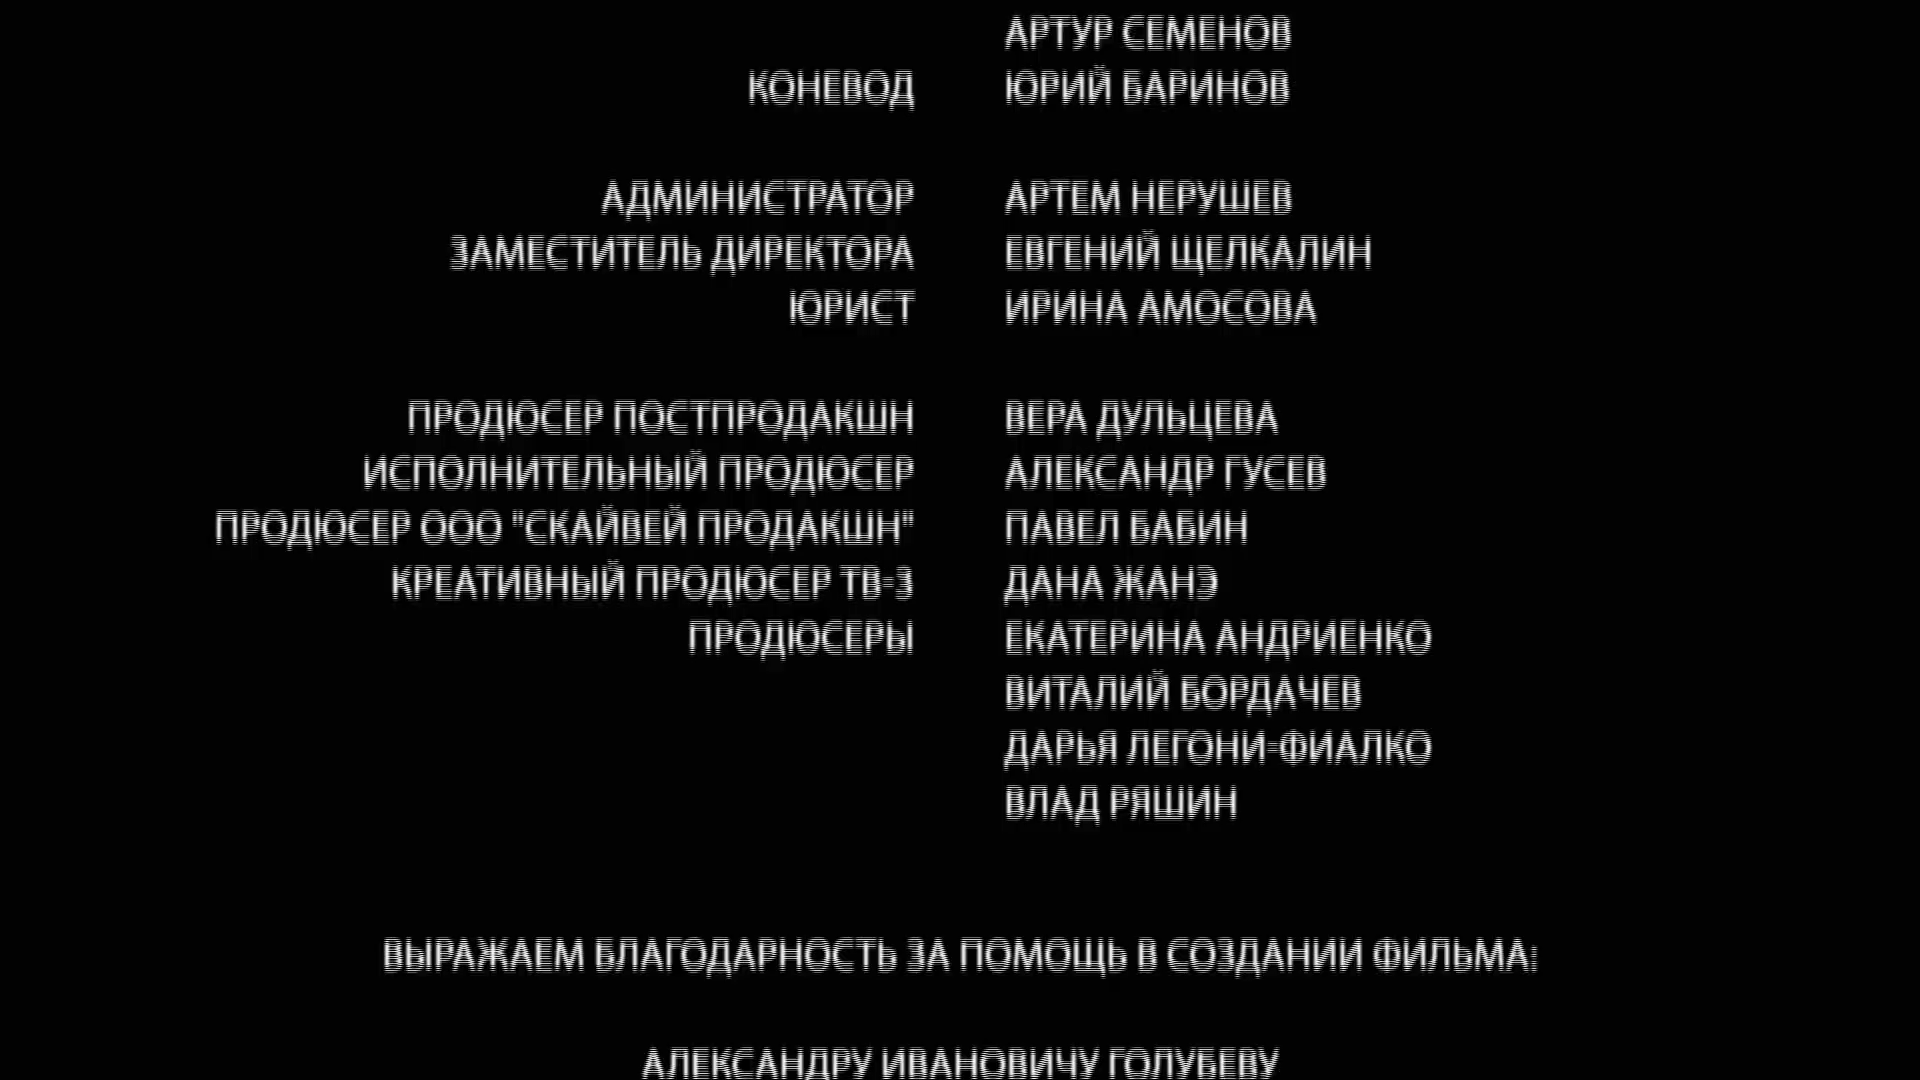 АРТУР СЕМЕНОВ
КОНЕВОД ЮРИЙ БАРИНОВ
АДМИНИСТРАТОР АРТЕМ НЕРУШЕВ
ЗАМЕСТИТЕЛЬ ДИРЕКТОРА ЕВГЕНИЙ ЩЕЛКАЛИН
ЮРИСТ ИРИНА АМОСОВА
ПРОДЮСЕР ПОСТПРОДАКШН ВЕРА ДУЛЬЦЕВА
ИСПОЛНИТЕЛЬНЫЙ ПРОДЮСЕР АЛЕКСАНДР ГУСЕВ
ПРОДЮСЕР ООО "СКАЙВЕЙ ПРОДАКШН" ПАВЕЛ БАБИН
КРЕАТИВНЫЙ ПРОДЮСЕР ТВ-3 ДАНА ЖАНЭ
ПРОДЮСЕРЫ ЕКАТЕРИНА АНДРИЕНКО
ВИТАЛИЙ БОРДАЧЕВ
ДАРЬЯ ЛЕГОНИ-ФИАЛКО
ВЛАД РЯШИН
ВЫРАЖАЕМ БЛАГОДАРНОСТЬ ЗА ПОМОЩЬ В СОЗДАНИИ ФИЛЬМА:
АЛЕКСАНДРУ ИВАНОВИЧУ ГОЛУБЕВУ